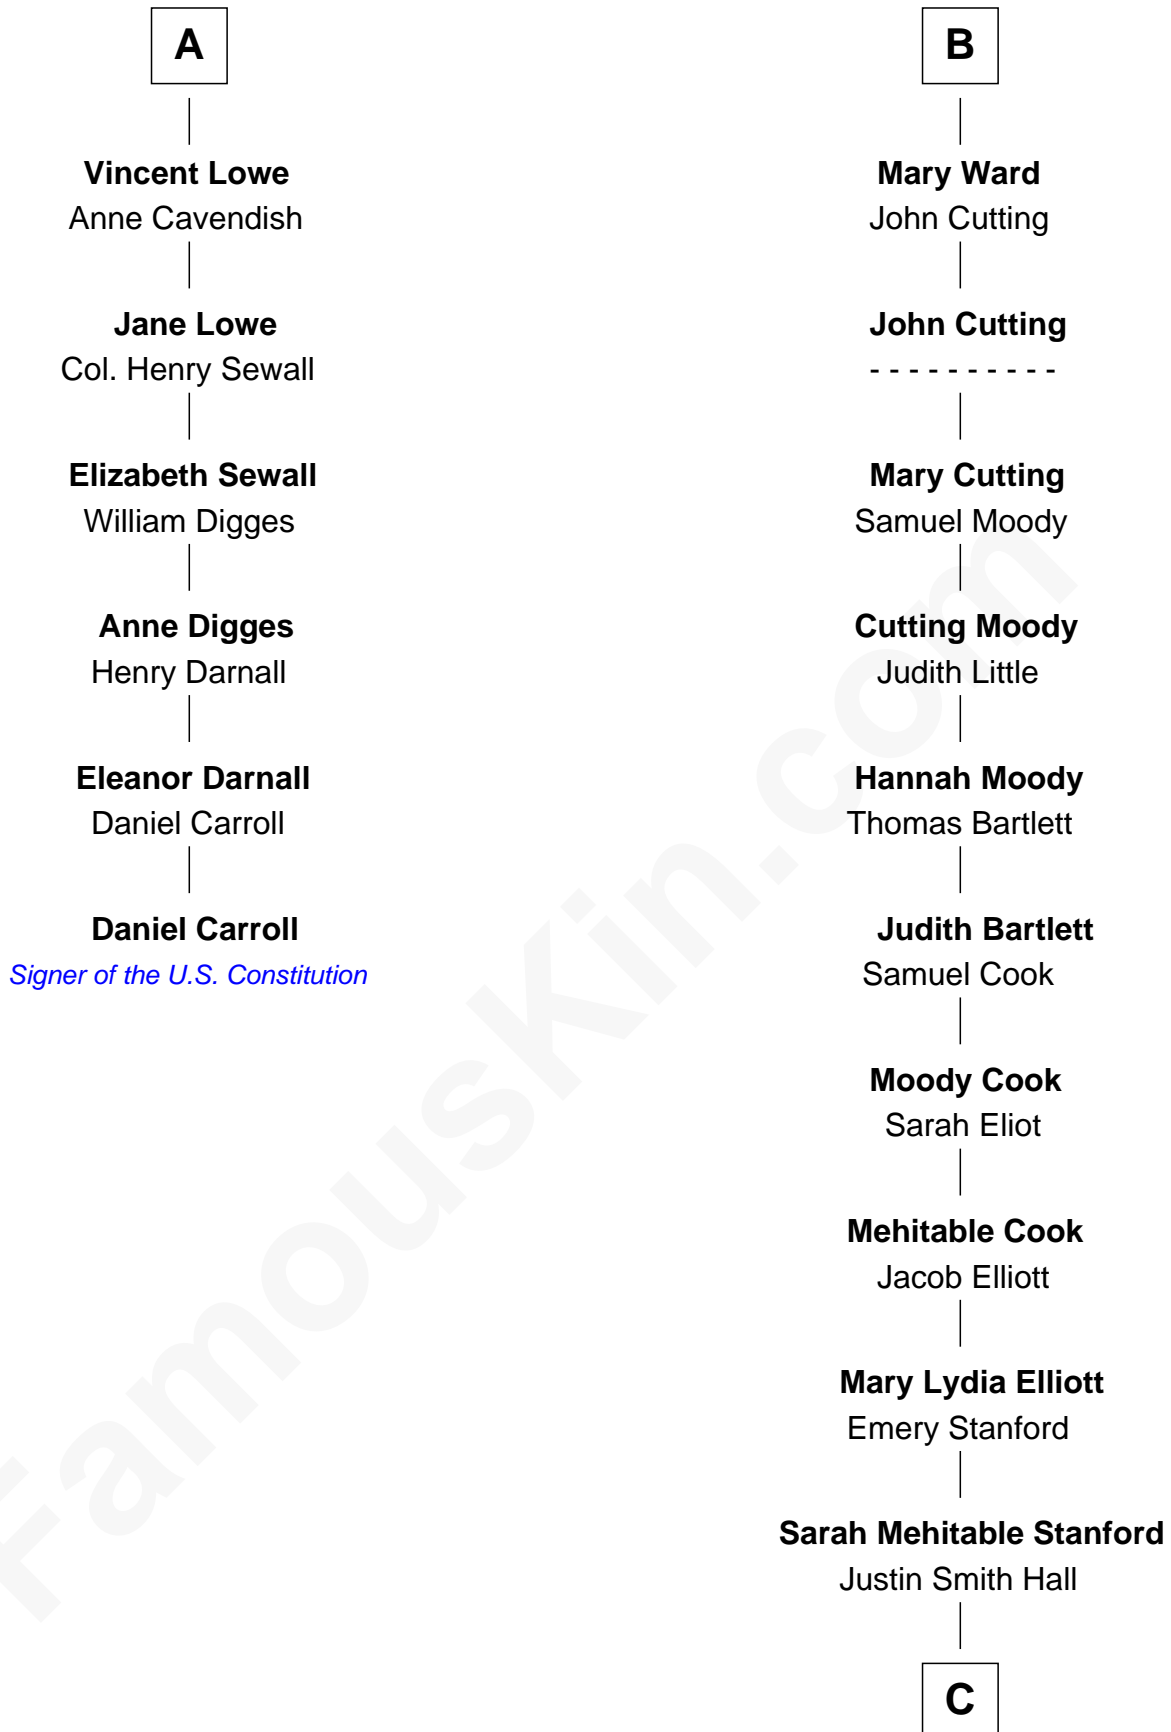 A
Vincent Lowe
Anne Cavendish
Jane Lowe
Col. Henry Sewall
Elizabeth Sewall
William Digges
Anne Digges
Henry Darnall
Eleanor Darnall
Daniel Carroll
Daniel Carroll
Signer of the U.S. Constitution
B
Mary Ward
John Cutting
John Cutting
- - - - - - - - - -
Mary Cutting
Samuel Moody
Cutting Moody
Judith Little
Hannah Moody
Thomas Bartlett
Judith Bartlett
Samuel Cook
Moody Cook
Sarah Eliot
Mehitable Cook
Jacob Elliott
Mary Lydia Elliott
Emery Stanford
Sarah Mehitable Stanford
Justin Smith Hall
C
FamousKin.com